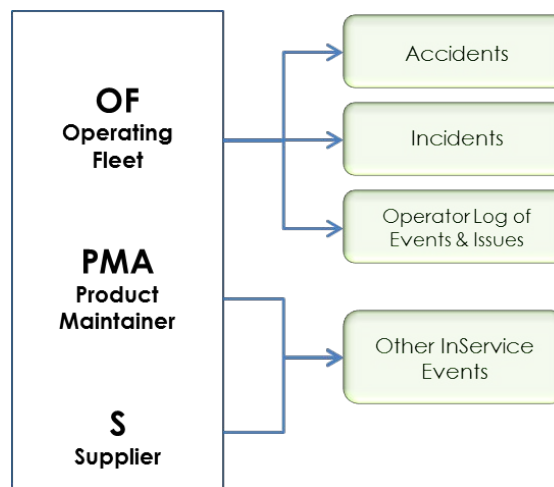 OF
Operating
Fleet
PMA
Product
Maintainer
S
Supplier
Accidents
Incidents
Operator Log of
Events & Issues
Other InService
Events